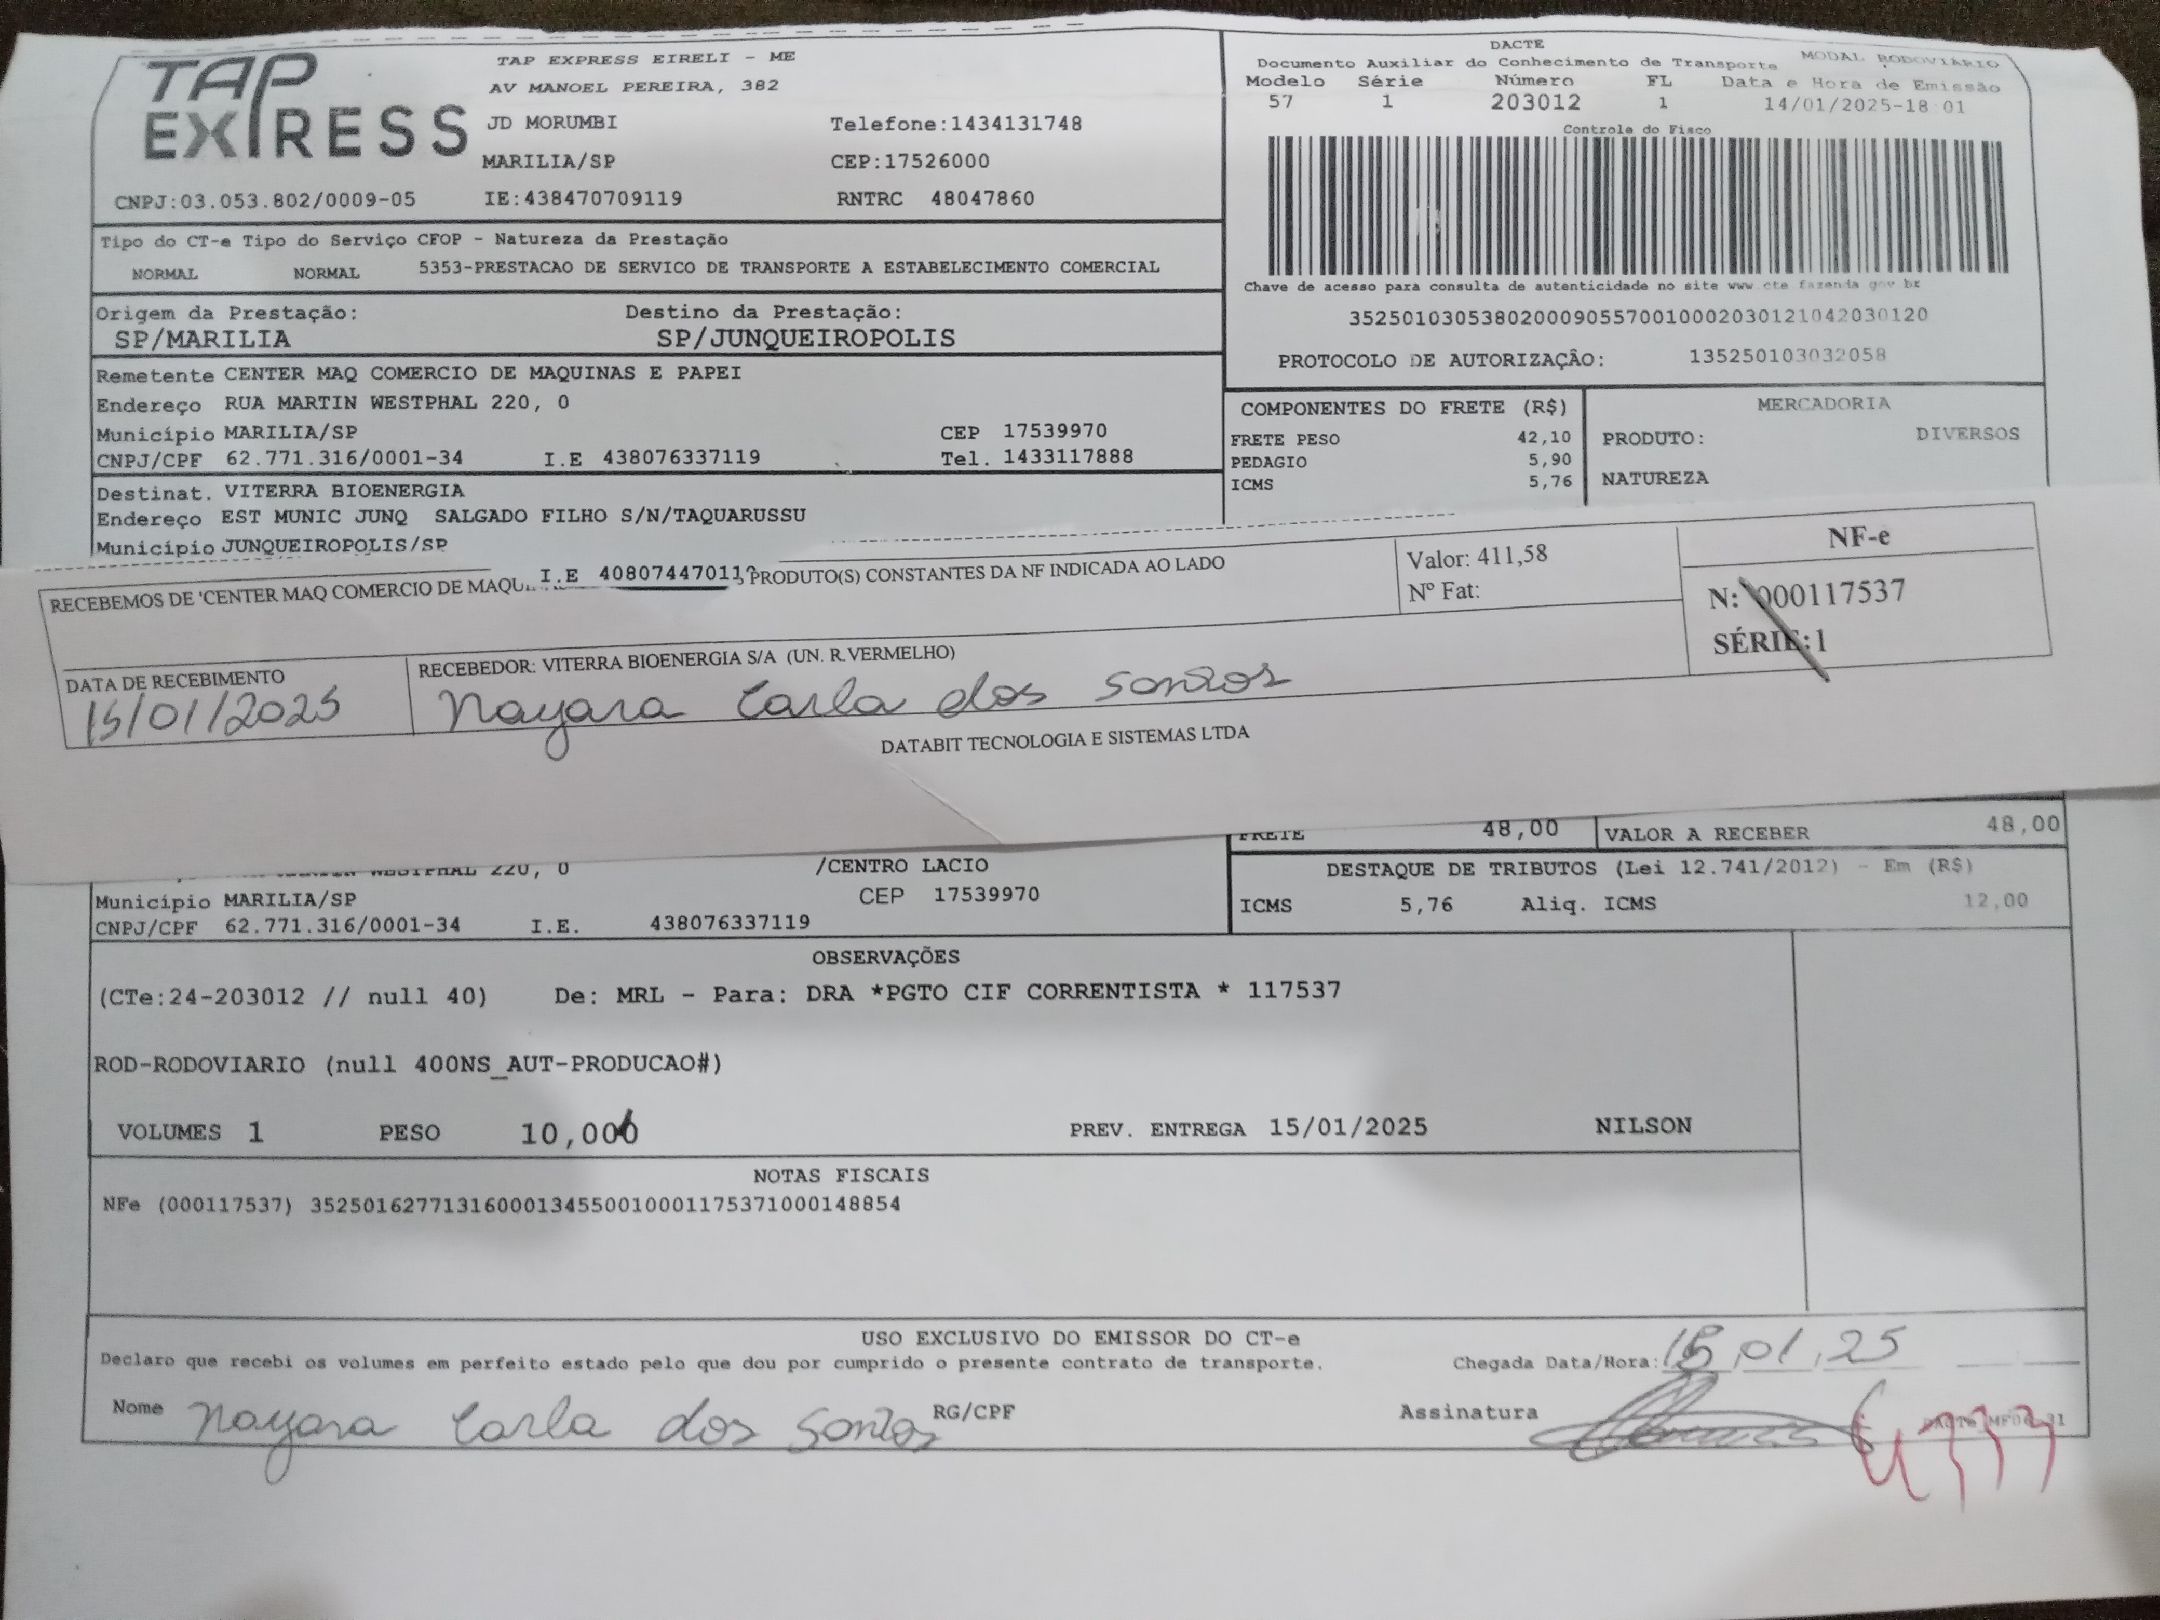 TAP EXPRESS
TAP EXPRESS EIRELI - ME
AV MANOEL PEREIRA, 382
JD MORUMBI Telefone:1434131748
MARILIA/SP CEP:17526000
CNPJ:03.053.802/0009-05 IE:438470709119 RNTRC 48047860
DACTE
Documento Auxiliar do Conhecimento de Transporte MODAL RODOVIARIO
Modelo Série Número FL Data e Hora de Emissão
57 1 203012 1 14/01/2025-18 01
Controle do Fisco
Chave de acesso para consulta de autenticidade no site www cte fazenda gov br
35250103053802000905570010002030121042030120
PROTOCOLO DE AUTORIZAÇÃO: 135250103032058
Tipo do CT-e Tipo do Serviço CFOP - Natureza da Prestação
NORMAL NORMAL 5353-PRESTACAO DE SERVICO DE TRANSPORTE A ESTABELECIMENTO COMERCIAL
Origem da Prestação: Destino da Prestação:
SP/MARILIA SP/JUNQUEIROPOLIS
Remetente CENTER MAQ COMERCIO DE MAQUINAS E PAPEI
Endereço RUA MARTIN WESTPHAL 220, 0
Município MARILIA/SP CEP 17539970
CNPJ/CPF 62.771.316/0001-34 I.E 438076337119 Tel. 1433117888
COMPONENTES DO FRETE (R$) MERCADORIA
FRETE PESO 42,10 PRODUTO: DIVERSOS
PEDAGIO 5,90
ICMS 5,76 NATUREZA
Destinat. VITERRA BIOENERGIA
Endereço EST MUNIC JUNQ SALGADO FILHO S/N/TAQUARUSSU
Município JUNQUEIROPOLIS/SP
I.E 40807447011
RECEBEMOS DE 'CENTER MAQ COMERCIO DE PRODUTO(S) CONSTANTES DA NF INDICADA AO LADO
Valor: 411,58
Nº Fat:
NF-e
N: 000117537
SÉRIE:1
DATA DE RECEBIMENTO
15/01/2025
RECEBEDOR: VITERRA BIOENERGIA S/A (UN. R.VERMELHO)
Nayara Carla dos Santos
DATABIT TECNOLOGIA E SISTEMAS LTDA
FRETE 48,00 VALOR A RECEBER 48,00
WESTPHAL 220, 0 /CENTRO LACIO
Município MARILIA/SP CEP 17539970
CNPJ/CPF 62.771.316/0001-34 I.E. 438076337119
DESTAQUE DE TRIBUTOS (Lei 12.741/2012) - Em (R$)
ICMS 5,76 Aliq. ICMS 12,00
OBSERVAÇÕES
(CTe:24-203012 // null 40) De: MRL - Para: DRA *PGTO CIF CORRENTISTA * 117537
ROD-RODOVIARIO (null 400NS_AUT-PRODUCAO#)
VOLUMES 1 PESO 10,000 PREV. ENTREGA 15/01/2025 NILSON
NOTAS FISCAIS
NFe (000117537) 35250162771316000134550010001175371000148854
USO EXCLUSIVO DO EMISSOR DO CT-e
Declaro que recebi os volumes em perfeito estado pelo que dou por cumprido o presente contrato de transporte. Chegada Data/Hora: 15 01 25
Nome Nayara Carla dos Santos RG/CPF Assinatura